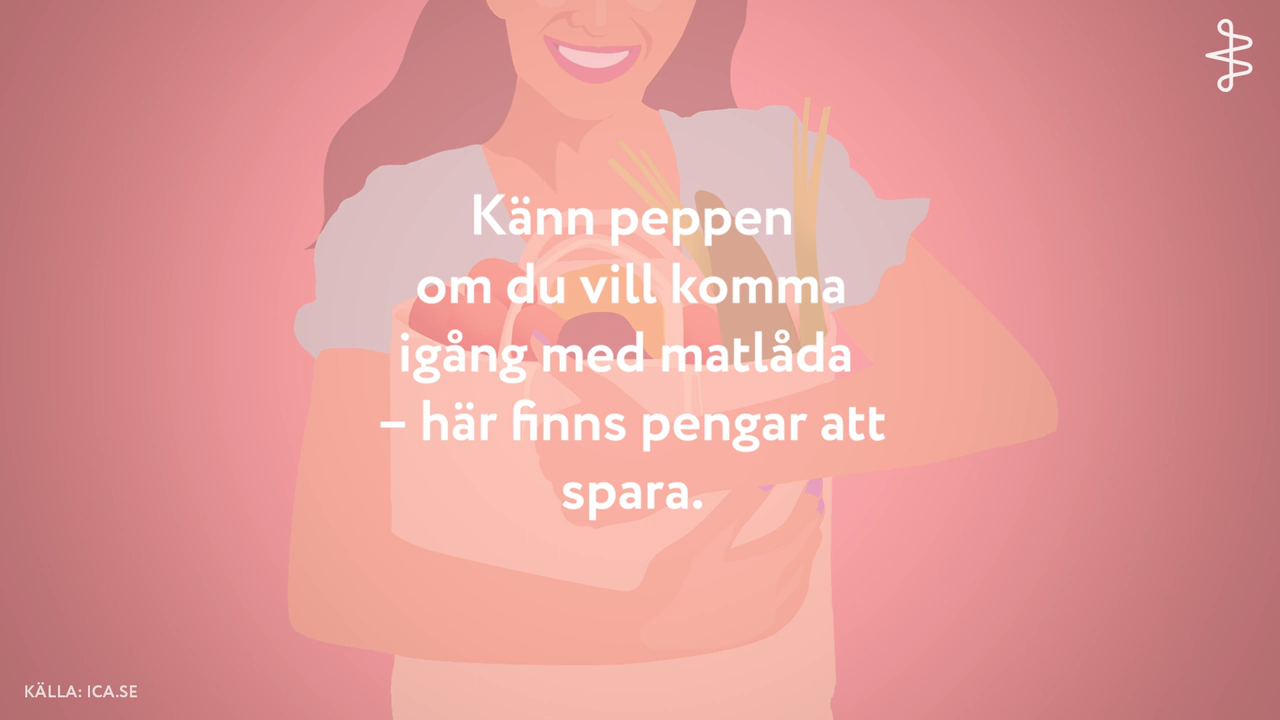 Känn peppen
om du vill komma
igång med matlåda
– här finns pengar att
spara.
KÄLLA: ICA.SE